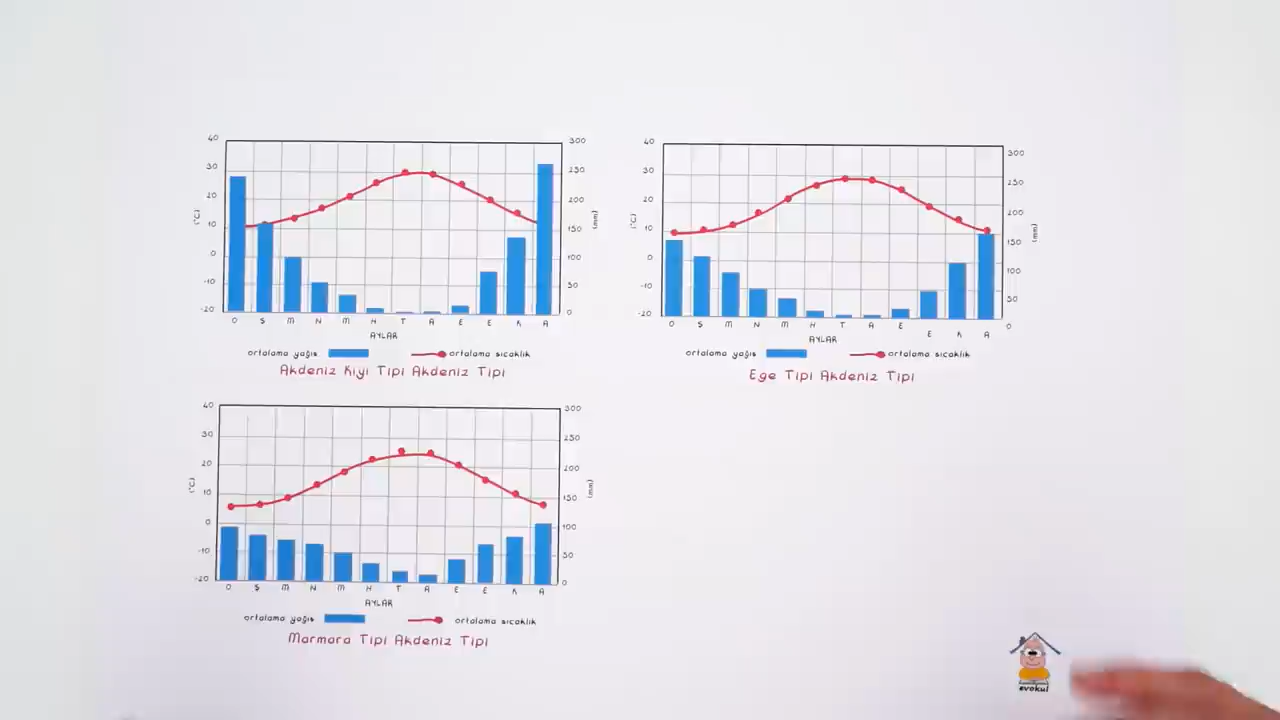 40
300
30
250
20
200
(°C)
(mm)
10
150
0
100
-10
50
-20
0
O Ş M N M H T A E E K A
AYLAR
ortalama yağış
ortalama sıcaklık
Akdeniz Kıyı Tipi Akdeniz Tipi
40
300
30
250
20
200
(°C)
(mm)
10
150
0
100
-10
50
-20
0
O Ş M N M H T A E E K A
AYLAR
ortalama yağış
ortalama sıcaklık
Ege Tipi Akdeniz Tipi
40
300
30
250
20
200
(°C)
(mm)
10
150
0
100
-10
50
-20
0
O Ş M N M H T A E E K A
AYLAR
ortalama yağış
ortalama sıcaklık
Marmara Tipi Akdeniz Tipi
evokul